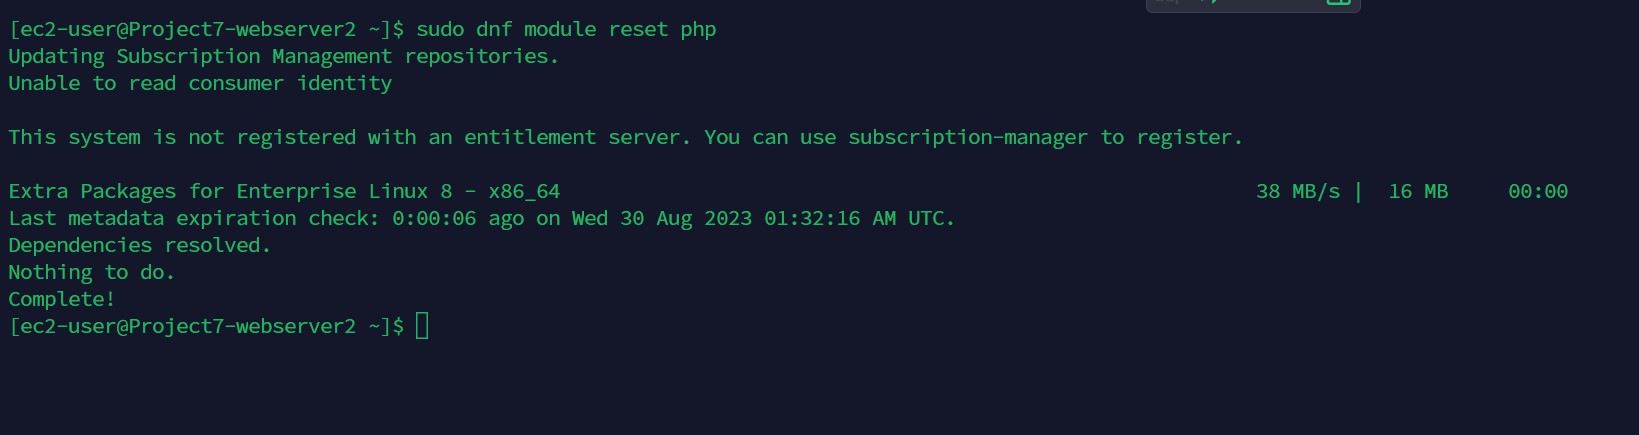 [ec2-user@Project7-webserver2 ~]$ sudo dnf module reset php
Updating Subscription Management repositories.
Unable to read consumer identity
This system is not registered with an entitlement server. You can use subscription-manager to register.
Extra Packages for Enterprise Linux 8 - x86_64 38 MB/s | 16 MB 00:00
Last metadata expiration check: 0:00:06 ago on Wed 30 Aug 2023 01:32:16 AM UTC.
Dependencies resolved.
Nothing to do.
Complete!
[ec2-user@Project7-webserver2 ~]$